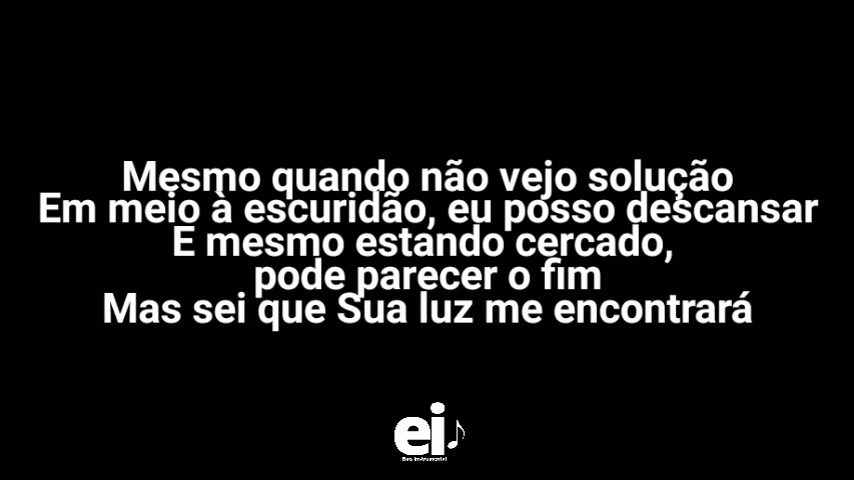 Mesmo quando não vejo solução
Em meio à escuridão, eu posso descansar
E mesmo estando cercado,
pode parecer o fim
Mas sei que Sua luz me encontrará
ei